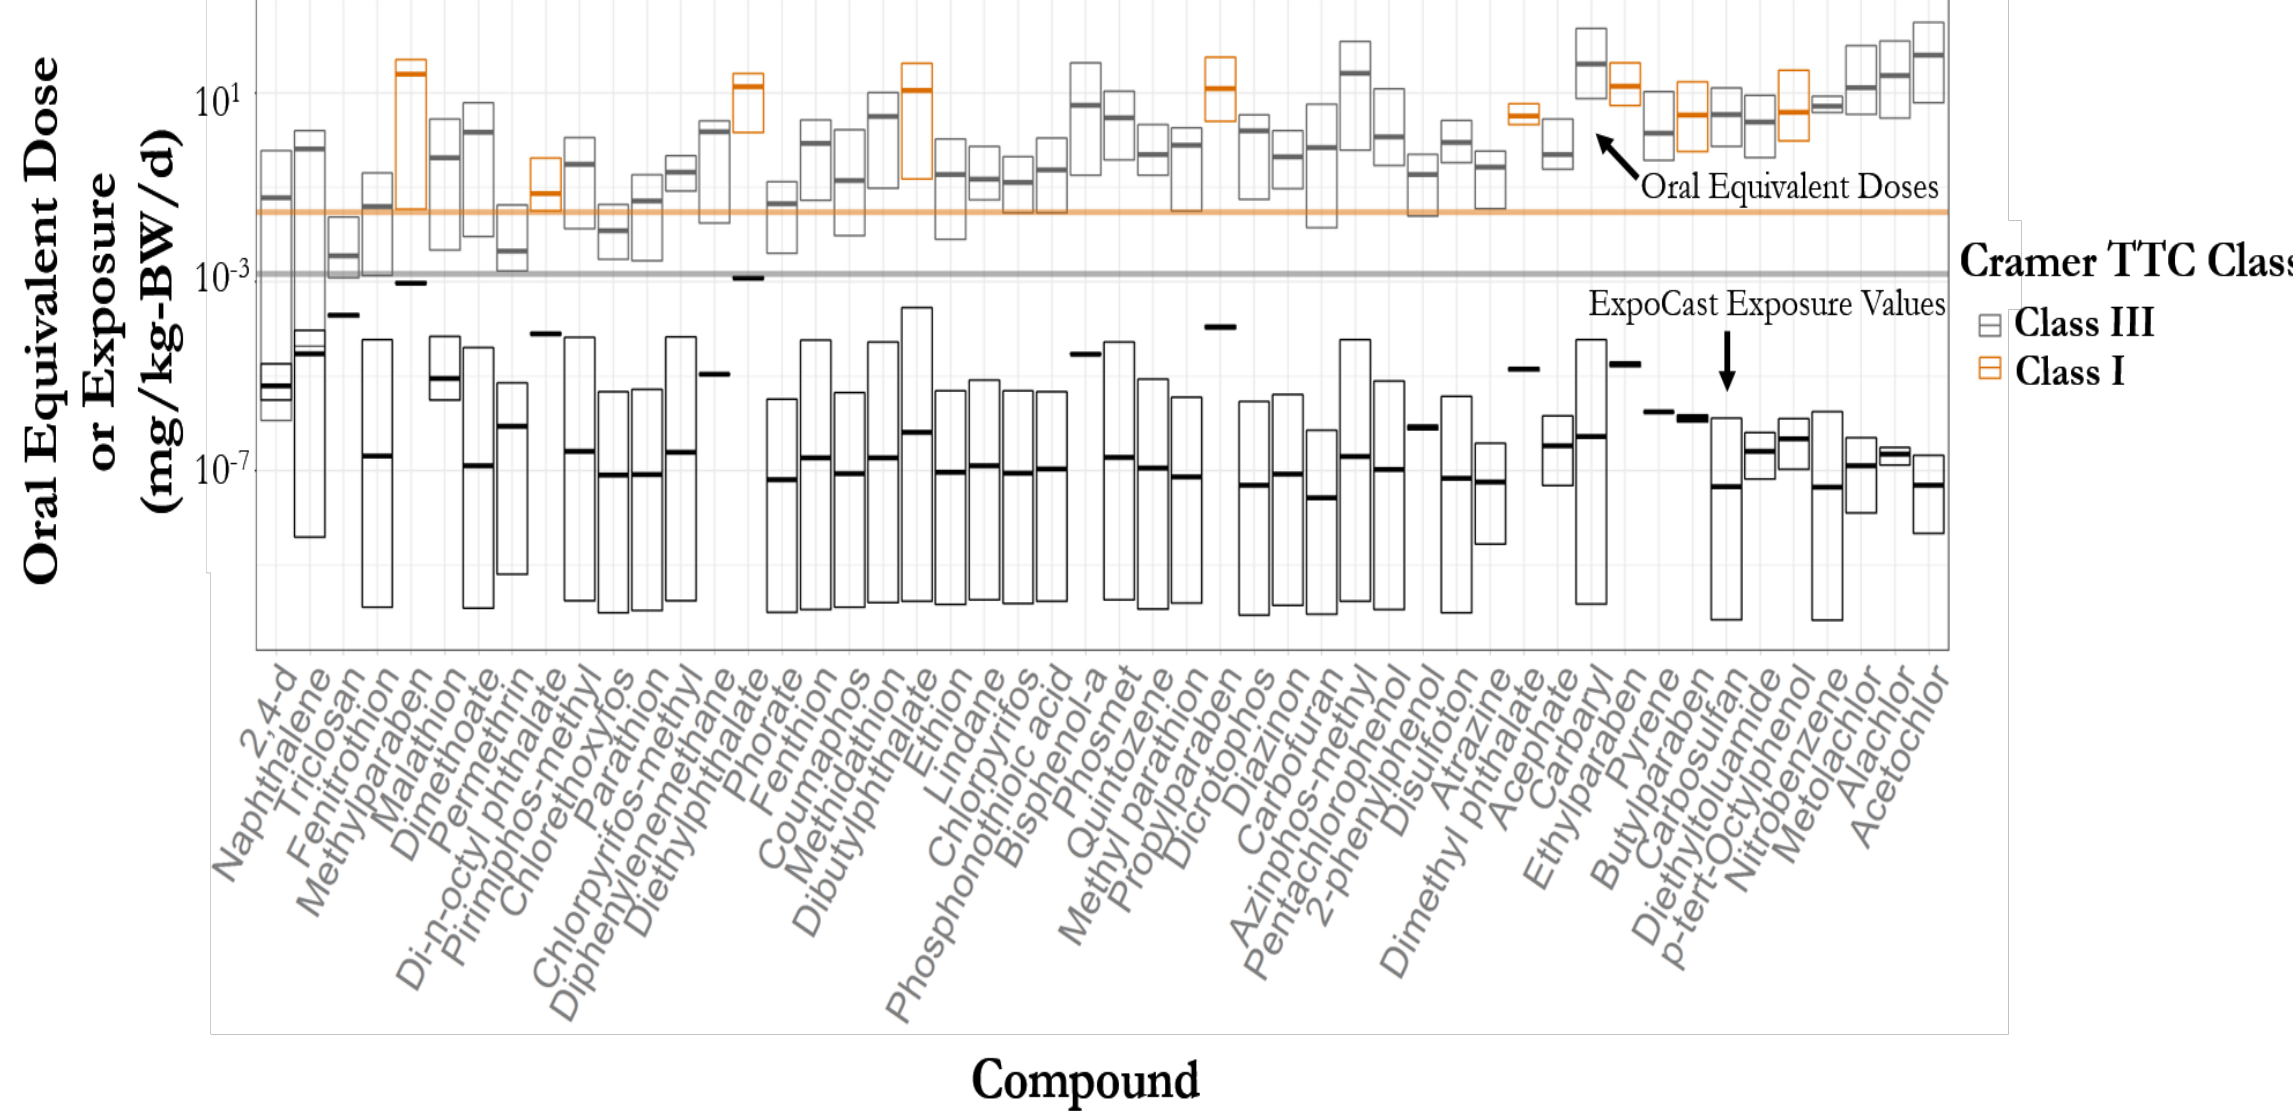 Oral Equivalent Dose
or Exposure
(mg/kg-BW/d)
10¹
10⁻³
10⁻⁷
Oral Equivalent Doses
ExpoCast Exposure Values
Cramer TTC Class
Class III
Class I
2,4-d
Naphthalene
Triclosan
Fenitrothion
Methylparaben
Malathion
Dimethoate
Permethrin
Di-n-octyl phthalate
Pirimiphos-methyl
Chlorethoxyfos
Parathion
Chlorpyrifos-methyl
Diphenylenemethane
Diethylphthalate
Phorate
Fenthion
Coumaphos
Methidathion
Dibutylphthalate
Ethion
Lindane
Chlorpyrifos
Phosphonothioic acid
Bisphenol-a
Phosmet
Quintozene
Methyl parathion
Propylparaben
Dicrotophos
Diazinon
Carbofuran
Azinphos-methyl
Pentachlorophenol
2-phenylphenol
Disulfoton
Atrazine
Dimethyl phthalate
Acephate
Carbaryl
Ethylparaben
Pyrene
Butylparaben
Carbosulfan
Diethyltoluamide
p-tert-Octylphenol
Nitrobenzene
Metolachlor
Alachlor
Acetochlor
Compound